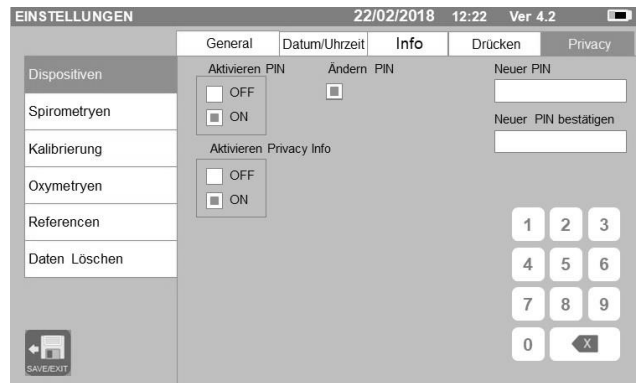 EINSTELLUNGEN 22/02/2018 12:22 Ver 4.2
General Datum/Uhrzeit Info Drücken Privacy
Dispositiven
Spirometryen
Kalibrierung
Oxymetryen
Referencen
Daten Löschen
SAVE/EXIT
Aktivieren PIN Ändern PIN
OFF
ON
Aktivieren Privacy Info
OFF
ON
Neuer PIN
Neuer PIN bestätigen
1 2 3
4 5 6
7 8 9
0 X